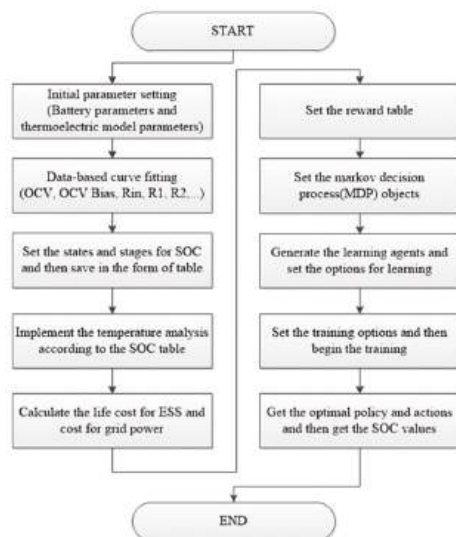 START
Initial parameter setting
(Battery parameters and
thermoelectric model parameters)
Data-based curve fitting
(OCV, OCV Bias, Rin, R1, R2,...)
Set the states and stages for SOC
and then save in the form of table
Implement the temperature analysis
according to the SOC table
Calculate the life cost for ESS and
cost for grid power
Set the reward table
Set the markov decision
process(MDP) objects
Generate the learning agents and
set the options for learning
Set the training options and then
begin the training
Get the optimal policy and actions
and then get the SOC values
END